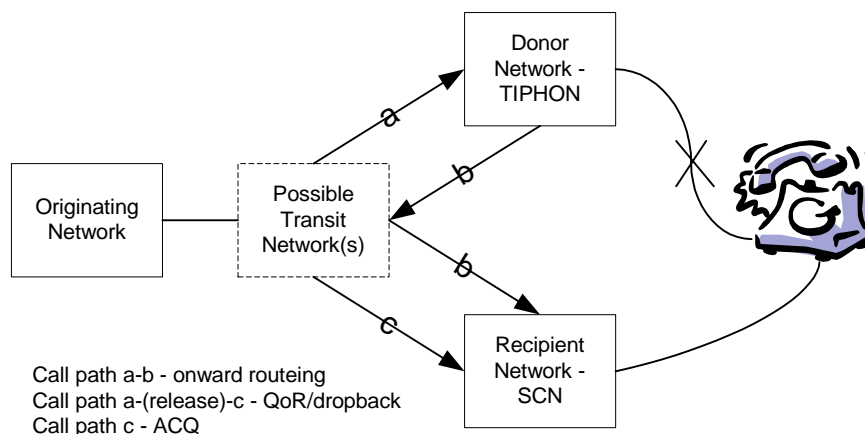 Donor
Network -
TIPHON
a
b
Originating
Network
Possible
Transit
Network(s)
b
c
Recipient
Network -
SCN
Call path a-b - onward routeing
Call path a-(release)-c - QoR/dropback
Call path c - ACQ